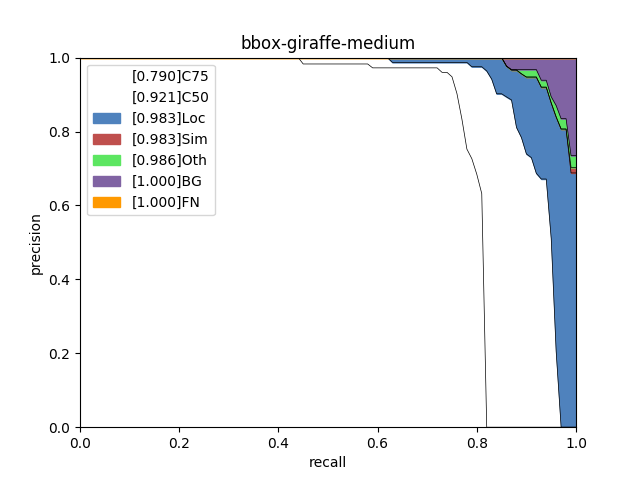 bbox-giraffe-medium
1.0
0.8
0.6
0.4
0.2
0.0
precision
[0.790]C75
[0.921]C50
[0.983]Loc
[0.983]Sim
[0.986]Oth
[1.000]BG
[1.000]FN
0.0 0.2 0.4 0.6 0.8 1.0
recall